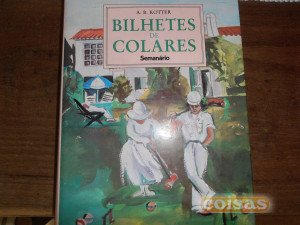 A. B. KOTTER
BILHETES
DE
COLARES
Semanário
coisas